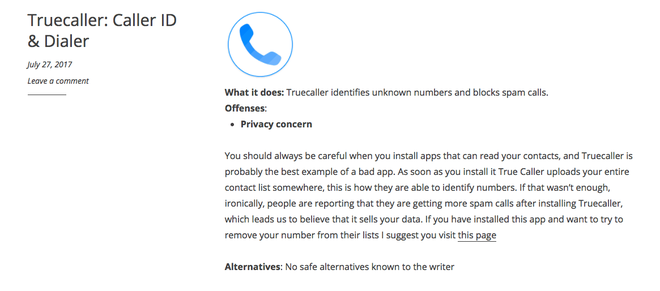 Truecaller: Caller ID
& Dialer
July 27, 2017
Leave a comment
What it does: Truecaller identifies unknown numbers and blocks spam calls.
Offenses:
• Privacy concern
You should always be careful when you install apps that can read your contacts, and Truecaller is
probably the best example of a bad app. As soon as you install it True Caller uploads your entire
contact list somewhere, this is how they are able to identify numbers. If that wasn't enough,
ironically, people are reporting that they are getting more spam calls after installing Truecaller,
which leads us to believe that it sells your data. If you have installed this app and want to try to
remove your number from their lists I suggest you visit this page
Alternatives: No safe alternatives known to the writer